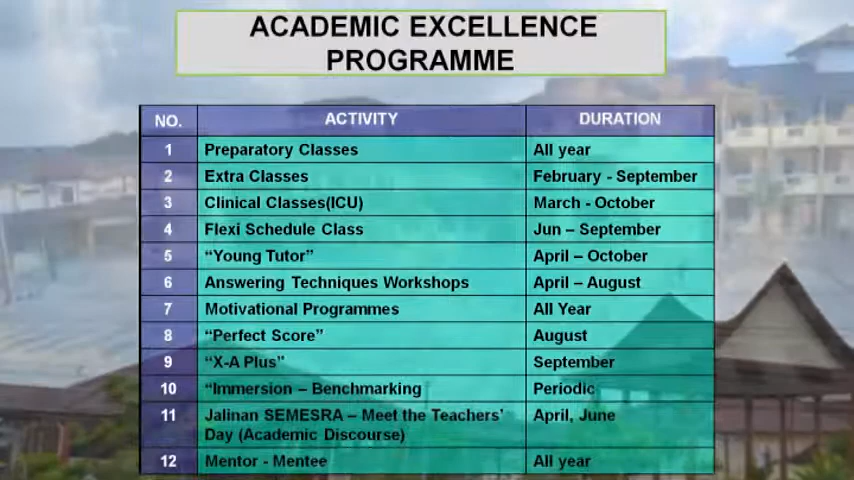 ACADEMIC EXCELLENCE
PROGRAMME
NO. ACTIVITY DURATION
1 Preparatory Classes All year
2 Extra Classes February - September
3 Clinical Classes(ICU) March - October
4 Flexi Schedule Class Jun – September
5 “Young Tutor” April – October
6 Answering Techniques Workshops April – August
7 Motivational Programmes All Year
8 “Perfect Score” August
9 “X-A Plus” September
10 “Immersion – Benchmarking Periodic
11 Jalinan SEMESRA – Meet the Teachers’ April, June
Day (Academic Discourse)
12 Mentor - Mentee All year